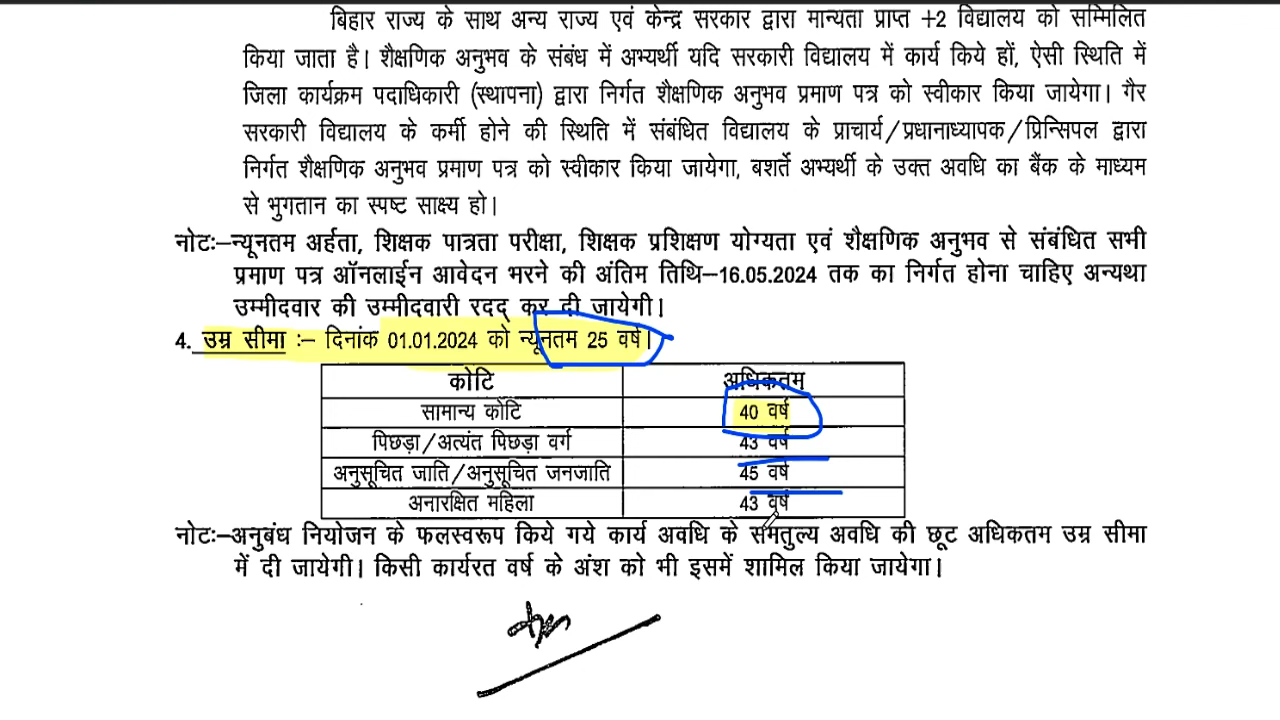 बिहार राज्य के साथ अन्य राज्य एवं केन्द्र सरकार द्वारा मान्यता प्राप्त +2 विद्यालय को सम्मिलित
किया जाता है। शैक्षणिक अनुभव के संबंध में अभ्यर्थी यदि सरकारी विद्यालय में कार्य किये हों, ऐसी स्थिति में
जिला कार्यक्रम पदाधिकारी (स्थापना) द्वारा निर्गत शैक्षणिक अनुभव प्रमाण पत्र को स्वीकार किया जायेगा। गैर
सरकारी विद्यालय के कर्मी होने की स्थिति में संबंधित विद्यालय के प्राचार्य/प्रधानाध्यापक/प्रिन्सिपल द्वारा
निर्गत शैक्षणिक अनुभव प्रमाण पत्र को स्वीकार किया जायेगा, बशर्ते अभ्यर्थी के उक्त अवधि का बैंक के माध्यम
से भुगतान का स्पष्ट साक्ष्य हो।
नोटः–न्यूनतम अर्हता, शिक्षक पात्रता परीक्षा, शिक्षक प्रशिक्षण योग्यता एवं शैक्षणिक अनुभव से संबंधित सभी
प्रमाण पत्र ऑनलाईन आवेदन भरने की अंतिम तिथि–16.05.2024 तक का निर्गत होना चाहिए अन्यथा
उम्मीदवार की उम्मीदवारी रदद् कर दी जायेगी।
4. उम्र सीमा :– दिनांक 01.01.2024 को न्यूनतम 25 वर्ष।
कोटि अधिकतम
सामान्य कोटि 40 वर्ष
पिछड़ा/अत्यंत पिछड़ा वर्ग 43 वर्ष
अनुसूचित जाति/अनुसूचित जनजाति 45 वर्ष
अनारक्षित महिला 43 वर्ष
नोटः–अनुबंध नियोजन के फलस्वरूप किये गये कार्य अवधि के समतुल्य अवधि की छूट अधिकतम उम्र सीमा
में दी जायेगी। किसी कार्यरत वर्ष के अंश को भी इसमें शामिल किया जायेगा।